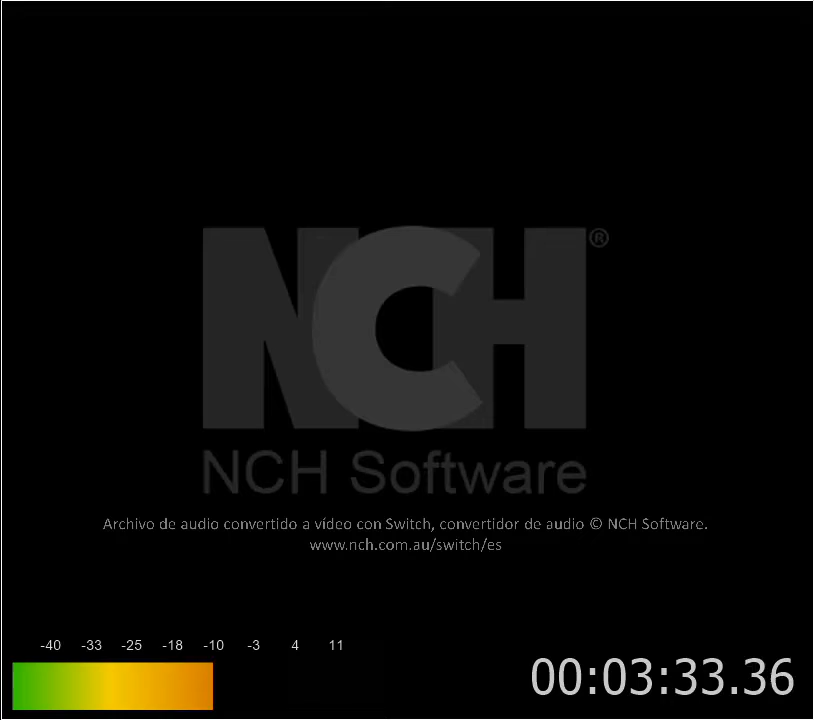 NCH®
NCH Software
Archivo de audio convertido a vídeo con Switch, convertidor de audio © NCH Software.
www.nch.com.au/switch/es
-40 -33 -25 -18 -10 -3 4 11
00:03:33.36